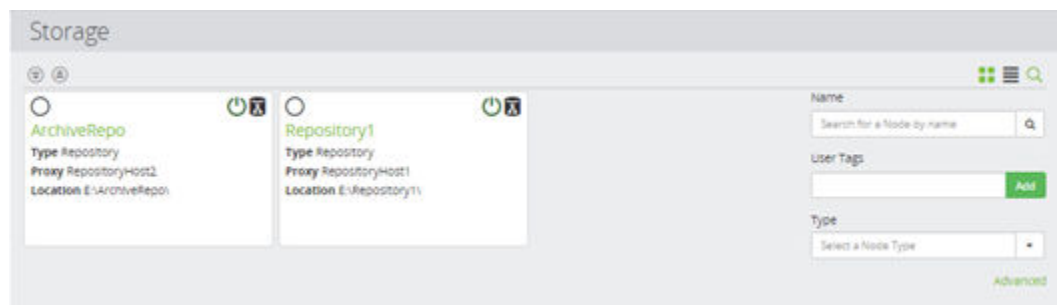 Storage
ArchiveRepo
Type Repository
Proxy RepositoryHost2
Location E:\ArchiveRepo\
Repository1
Type Repository
Proxy RepositoryHost1
Location E:\Repository1\
Name
Search for a Node by name
User Tags
Add
Type
Select a Node Type
Advanced